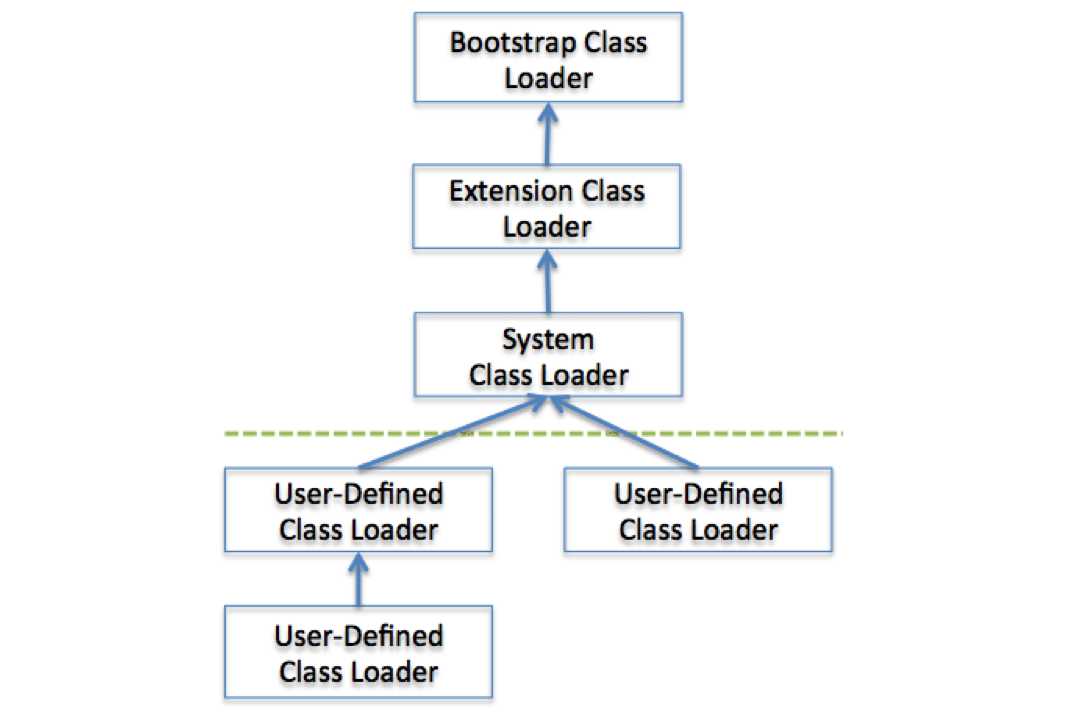 Bootstrap Class
Loader
Extension Class
Loader
System
Class Loader
User-Defined
Class Loader
User-Defined
Class Loader
User-Defined
Class Loader